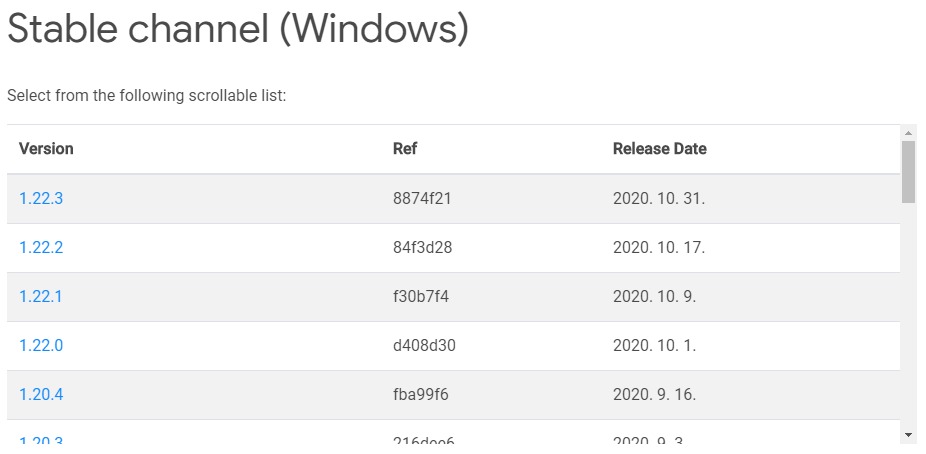 Stable channel (Windows)
Select from the following scrollable list:
Version Ref Release Date
1.22.3 8874f21 2020. 10. 31.
1.22.2 84f3d28 2020. 10. 17.
1.22.1 f30b7f4 2020. 10. 9.
1.22.0 d408d30 2020. 10. 1.
1.20.4 fba99f6 2020. 9. 16.
1.20.3 2020. 9. 3.